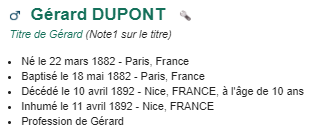 Gérard DUPONT
Titre de Gérard (Note1 sur le titre)
Né le 22 mars 1882 - Paris, France
Baptisé le 18 mai 1882 - Paris, France
Décédé le 10 avril 1892 - Nice, FRANCE, à l'âge de 10 ans
Inhumé le 11 avril 1892 - Nice, FRANCE
Profession de Gérard